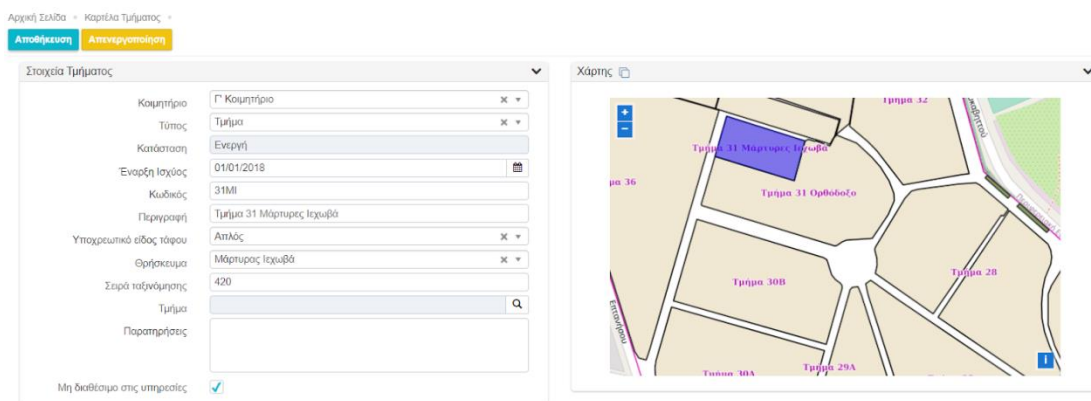 Αρχική Σελίδα Καρτέλα Τμήματος
Αποθήκευση Απενεργοποίηση
Στοιχεία Τμήματος
Κοιμητήριο Γ' Κοιμητήριο
Τύπος Τμήμα
Κατάσταση Ενεργή
Έναρξη Ισχύος 01/01/2018
Κωδικός 31ΜΙ
Περιγραφή Τμήμα 31 Μάρτυρες Ιεχωβά
Υποχρεωτικό είδος τάφου Απλός
Θρήσκευμα Μάρτυρας Ιεχωβά
Σειρά ταξινόμησης 420
Τμήμα
Παρατηρήσεις
Μη διαθέσιμο στις υπηρεσίες
Χάρτης
+
−
Τμήμα 32
Τμήμα 31 Μάρτυρες Ιεχωβά
μα 36
Τμήμα 31 Ορθόδοξο
Τμήμα 28
Τμήμα 30Β
Επτανήσου
Τμήμα 29Α
Τμήμα 30Α
i